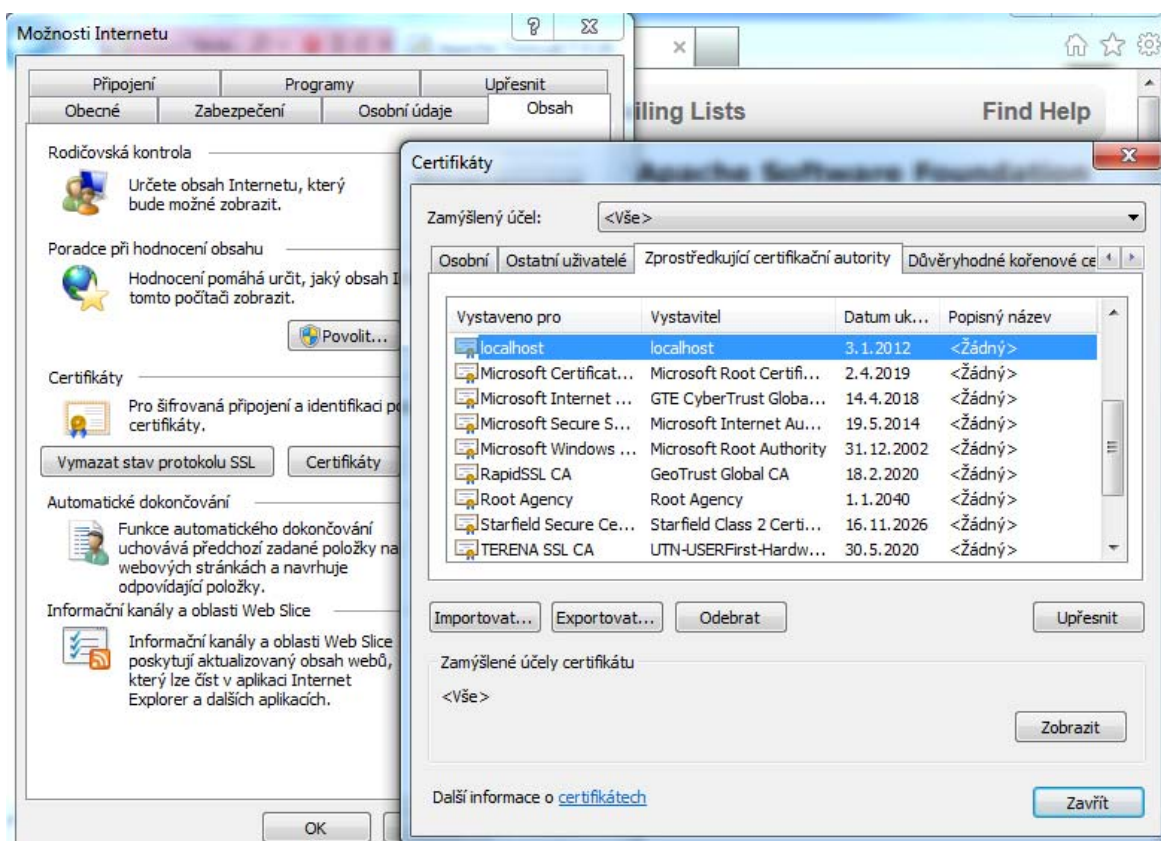 Možnosti Internetu
Připojení Programy Upřesnit
Obecné Zabezpečení Osobní údaje Obsah
Rodičovská kontrola
Určete obsah Internetu, který
bude možné zobrazit.
Poradce při hodnocení obsahu
Hodnocení pomáhá určit, jaký obsah I
tomto počítači zobrazit.
Povolit...
Certifikáty
Pro šifrovaná připojení a identifikaci po
certifikáty.
Vymazat stav protokolu SSL Certifikáty
Automatické dokončování
Funkce automatického dokončování
uchovává předchozí zadané položky na
webových stránkách a navrhuje
odpovídající položky.
Informační kanály a oblasti Web Slice
Informační kanály a oblasti Web Slice
poskytují aktualizovaný obsah webů,
který lze číst v aplikaci Internet
Explorer a dalších aplikacích.
OK
iling Lists Find Help
Apache Software Foundation
Certifikáty
Zamýšlený účel: <Vše>
Osobní Ostatní uživatelé Zprostředkující certifikační autority Důvěryhodné kořenové ce
Vystaveno pro Vystavitel Datum uk... Popisný název
localhost localhost 3.1.2012 <Žádný>
Microsoft Certificat... Microsoft Root Certifi... 2.4.2019 <Žádný>
Microsoft Internet ... GTE CyberTrust Globa... 14.4.2018 <Žádný>
Microsoft Secure S... Microsoft Internet Au... 19.5.2014 <Žádný>
Microsoft Windows ... Microsoft Root Authority 31.12.2002 <Žádný>
RapidSSL CA GeoTrust Global CA 18.2.2020 <Žádný>
Root Agency Root Agency 1.1.2040 <Žádný>
Starfield Secure Ce... Starfield Class 2 Certi... 16.11.2026 <Žádný>
TERENA SSL CA UTN-USERFirst-Hardw... 30.5.2020 <Žádný>
Importovat... Exportovat... Odebrat Upřesnit
Zamýšlené účely certifikátu
<Vše>
Zobrazit
Další informace o certifikátech
Zavřít